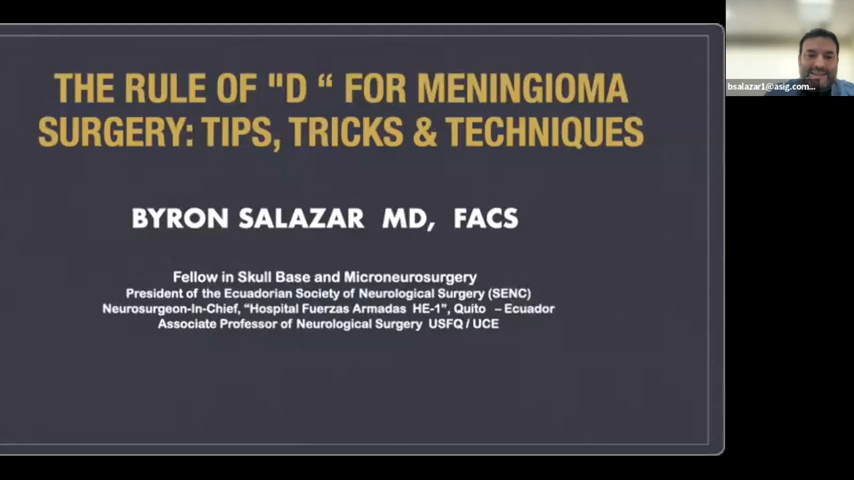 THE RULE OF "D “ FOR MENINGIOMA
SURGERY: TIPS, TRICKS & TECHNIQUES
BYRON SALAZAR MD, FACS
Fellow in Skull Base and Microneurosurgery
President of the Ecuadorian Society of Neurological Surgery (SENC)
Neurosurgeon-In-Chief, “Hospital Fuerzas Armadas HE-1”, Quito – Ecuador
Associate Professor of Neurological Surgery USFQ / UCE
bsalazar1@asig.com...